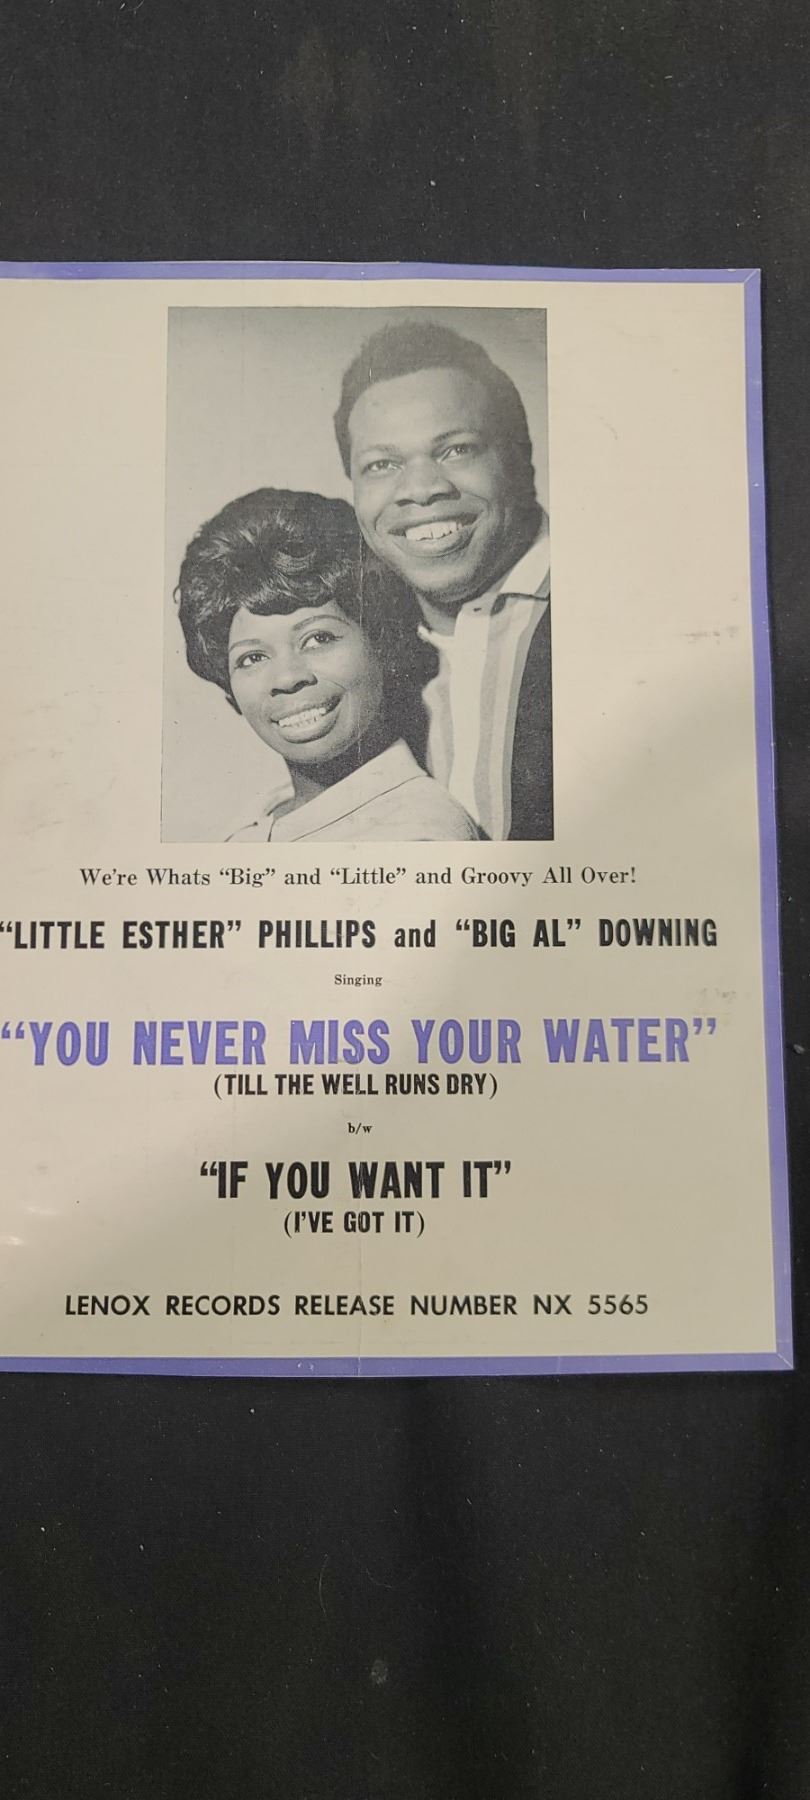 We're Whats “Big” and “Little” and Groovy All Over!
“LITTLE ESTHER” PHILLIPS and “BIG AL” DOWNING
Singing
“YOU NEVER MISS YOUR WATER”
(TILL THE WELL RUNS DRY)
b/w
“IF YOU WANT IT”
(I'VE GOT IT)
LENOX RECORDS RELEASE NUMBER NX 5565